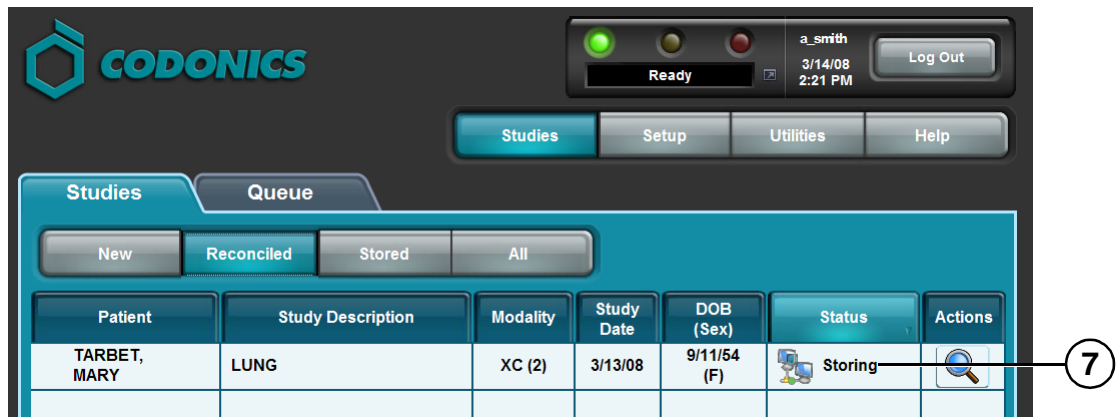 CODONICS
Ready
a_smith
3/14/08
2:21 PM
Log Out
Studies Setup Utilities Help
Studies Queue
New Reconciled Stored All
Patient Study Description Modality Study Date DOB (Sex) Status Actions
TARBET, MARY LUNG XC (2) 3/13/08 9/11/54 (F) Storing 7